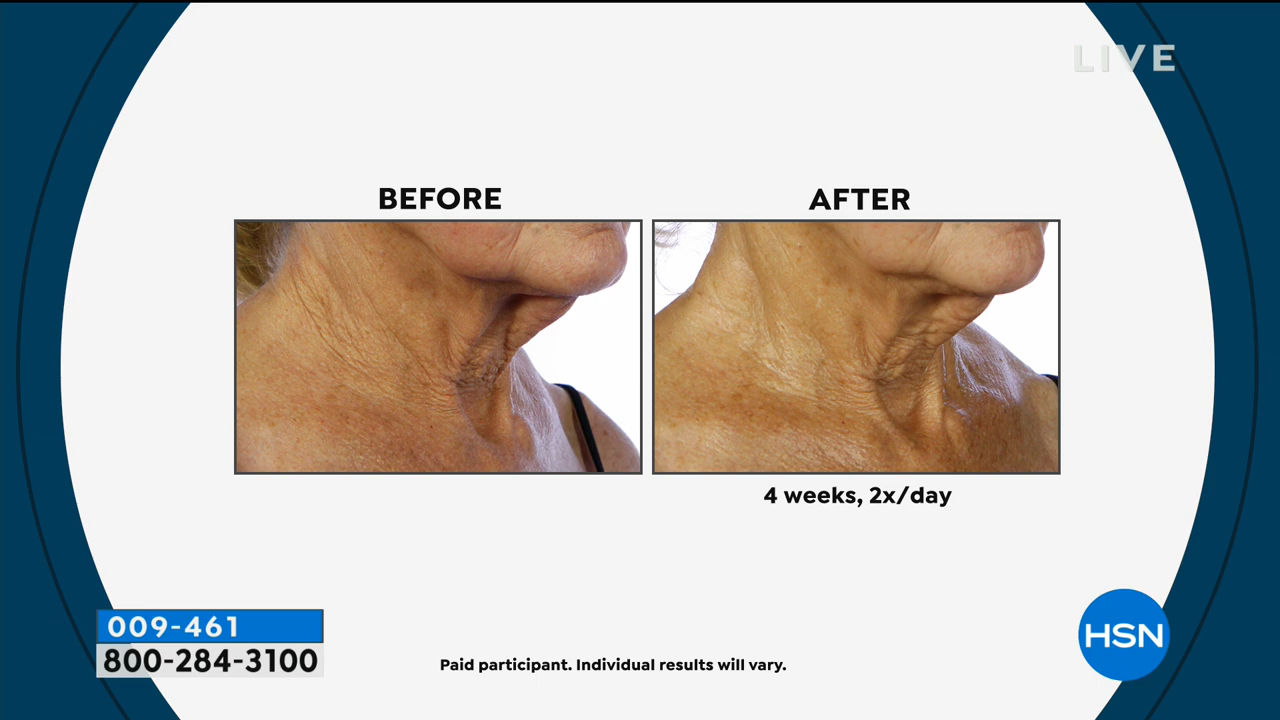 LIVE
BEFORE
AFTER
4 weeks, 2x/day
009-461
800-284-3100
HSN
Paid participant. Individual results will vary.